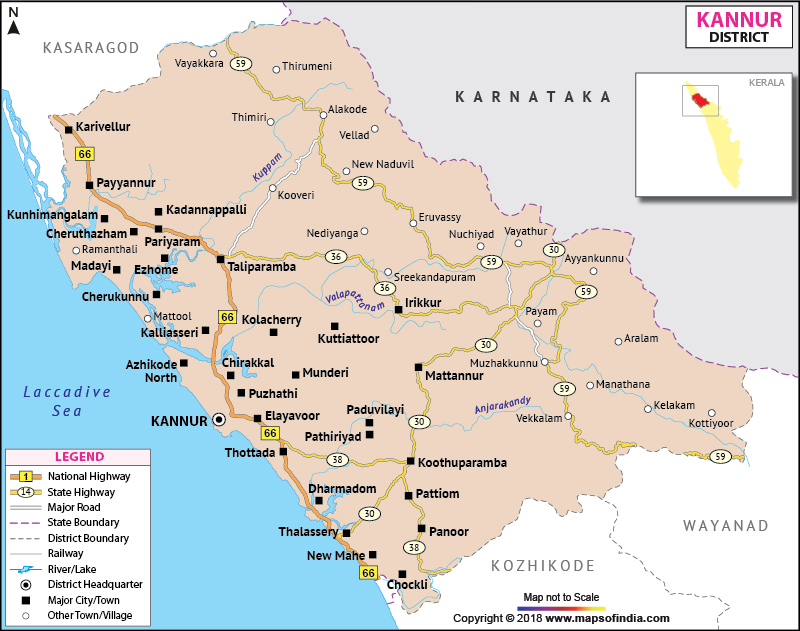 N
KANNUR
DISTRICT
KASARAGOD
KARNATAKA
KERALA
Vayakkara
59
Thirumeni
Alakode
Thimiri
Vellad
Karivellur
66
Kuppam
New Naduvil
59
Payyannur
Kooveri
Kadannappalli
Kunhimangalam
Cheruthazham
Pariyaram
Eruvassy
Nediyanga
Nuchiyad
Vayathur
Ramanthali
Madayi
Ezhome
Taliparamba
36
59
30
Ayyankunnu
Sreekandapuram
36
59
Cherukunnu
Valapattanam
Irikkur
Mattool
66
Kolacherry
Payam
Kalliasseri
Kuttiattoor
30
Aralam
Azhikode
North
Chirakkal
Munderi
Mattannur
Muzhakkunnu
Laccadive
Sea
Puzhathi
59
Manathana
KANNUR
Elayavoor
Paduvilayi
Anjarakandy
Kelakam
Kottiyoor
66
Pathiriyad
30
Vekkalam
Thottada
38
Koothuparamba
59
Dharmadom
Pattiom
30
Thalassery
Panoor
WAYANAD
New Mahe
38
66
Chockli
KOZHIKODE
LEGEND
1 National Highway
14 State Highway
Major Road
State Boundary
District Boundary
Railway
River/Lake
District Headquarter
Major City/Town
Other Town/Village
Map not to Scale
Copyright © 2018 www.mapsofindia.com